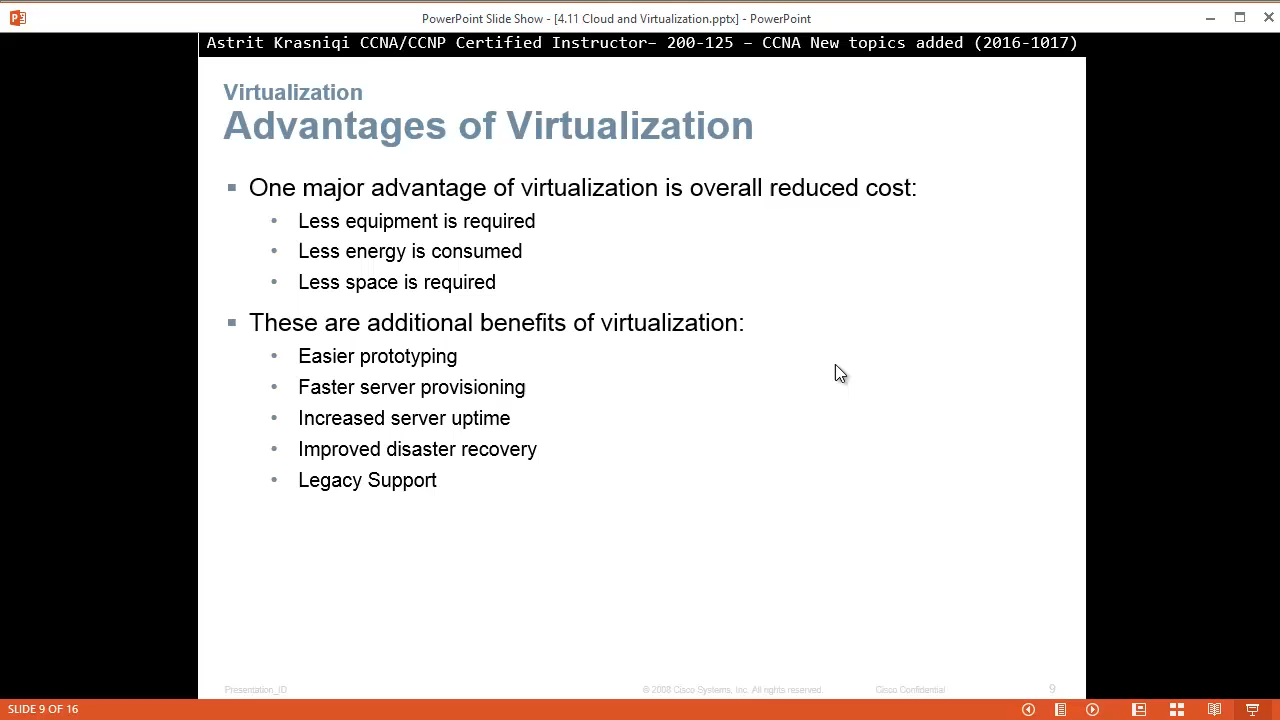 PowerPoint Slide Show - [4.11 Cloud and Virtualization.pptx] - PowerPoint
Astrit Krasniqi CCNA/CCNP Certified Instructor– 200-125 – CCNA New topics added (2016-1017)
Virtualization
Advantages of Virtualization
▪ One major advantage of virtualization is overall reduced cost:
• Less equipment is required
• Less energy is consumed
• Less space is required
▪ These are additional benefits of virtualization:
• Easier prototyping
• Faster server provisioning
• Increased server uptime
• Improved disaster recovery
• Legacy Support
Presentation_ID © 2008 Cisco Systems, Inc. All rights reserved. Cisco Confidential 9
SLIDE 9 OF 16